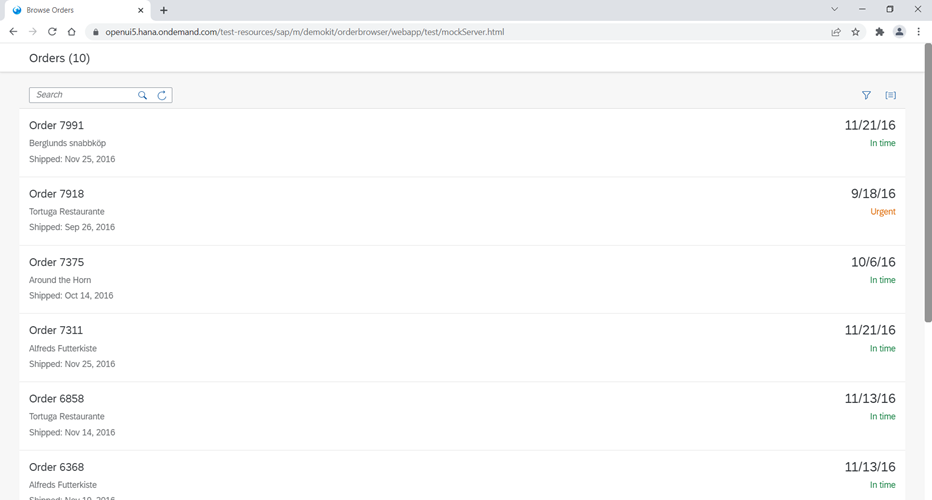 Browse Orders
openui5.hana.ondemand.com/test-resources/sap/m/demokit/orderbrowser/webapp/test/mockServer.html
Orders (10)
Search
Order 7991
11/21/16
Berglunds snabbköp
In time
Shipped: Nov 25, 2016
Order 7918
9/18/16
Tortuga Restaurante
Urgent
Shipped: Sep 26, 2016
Order 7375
10/6/16
Around the Horn
In time
Shipped: Oct 14, 2016
Order 7311
11/21/16
Alfreds Futterkiste
In time
Shipped: Nov 25, 2016
Order 6858
11/13/16
Tortuga Restaurante
In time
Shipped: Nov 14, 2016
Order 6368
11/13/16
Alfreds Futterkiste
In time
Shipped: Nov 19, 2016